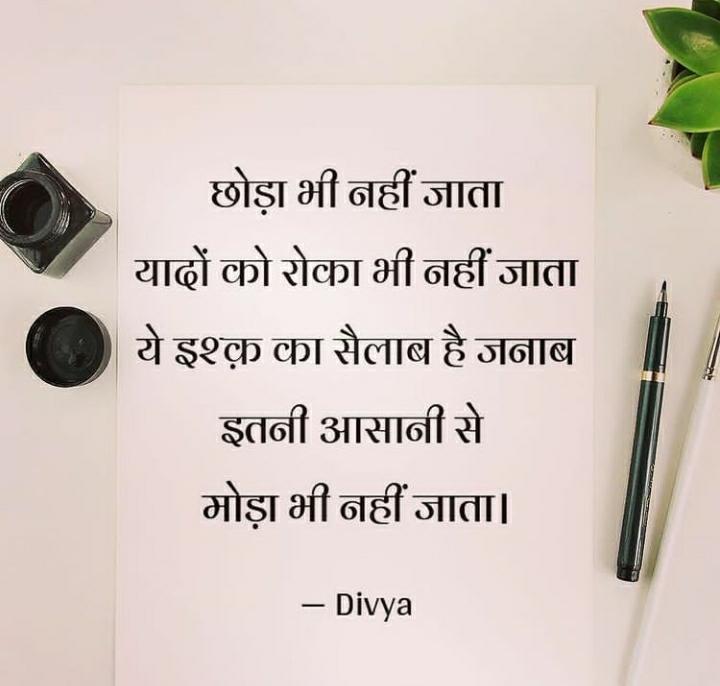 छोड़ा भी नहीं जाता
यादों को रोका भी नहीं जाता
ये इश्क़ का सैलाब है जनाब
इतनी आसानी से
मोड़ा भी नहीं जाता।
— Divya